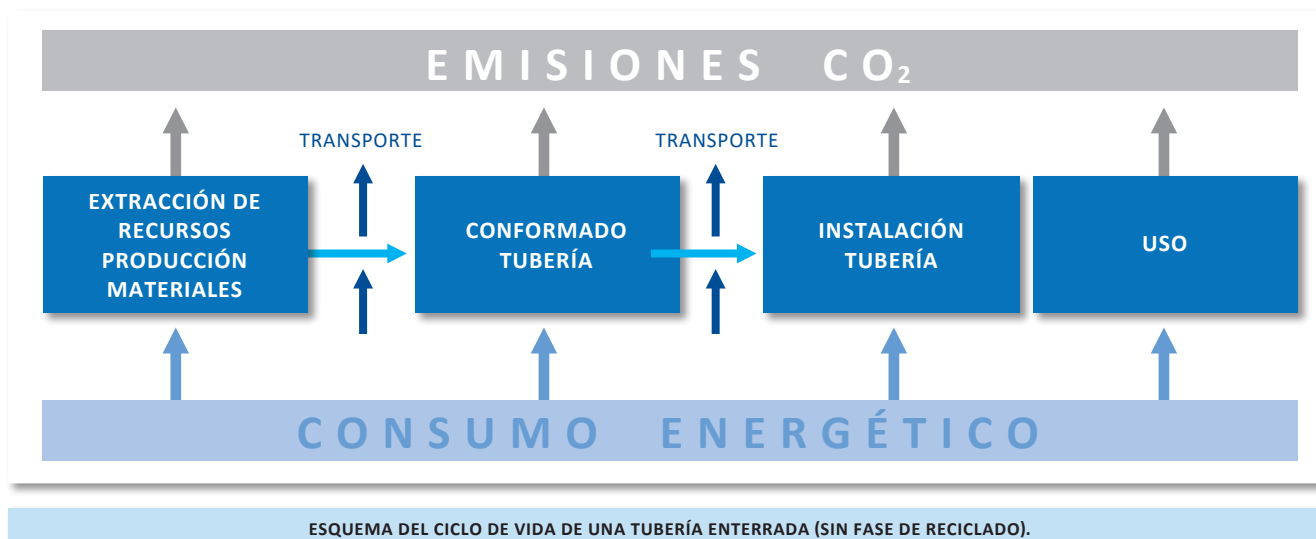 EMISIONES CO₂
TRANSPORTE
TRANSPORTE
EXTRACCIÓN DE
RECURSOS
PRODUCCIÓN
MATERIALES
CONFORMADO
TUBERÍA
INSTALACIÓN
TUBERÍA
USO
CONSUMO ENERGÉTICO
ESQUEMA DEL CICLO DE VIDA DE UNA TUBERÍA ENTERRADA (SIN FASE DE RECICLADO).